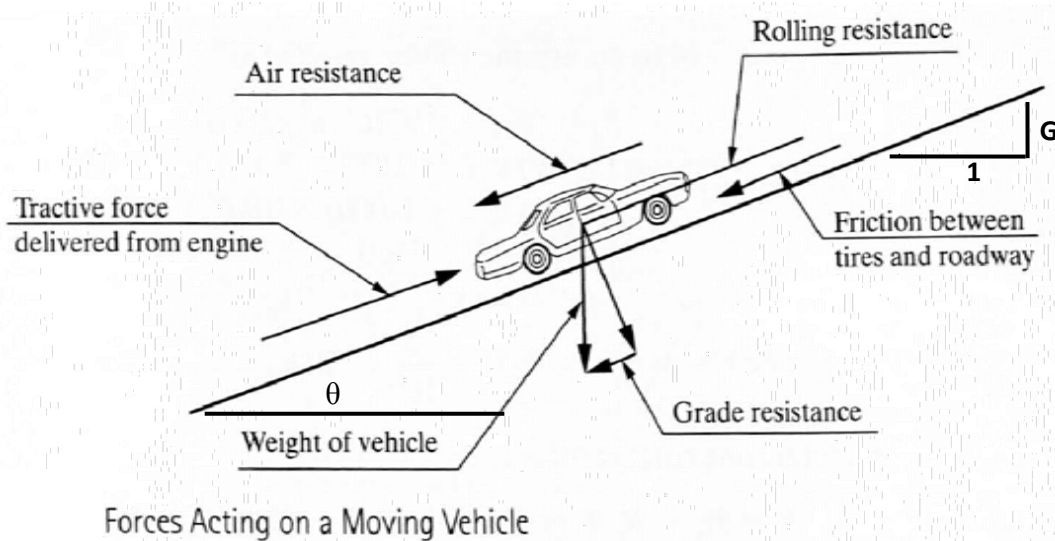 Rolling resistance
Air resistance
G
1
Tractive force
delivered from engine
Friction between
tires and roadway
θ
Grade resistance
Weight of vehicle
Forces Acting on a Moving Vehicle